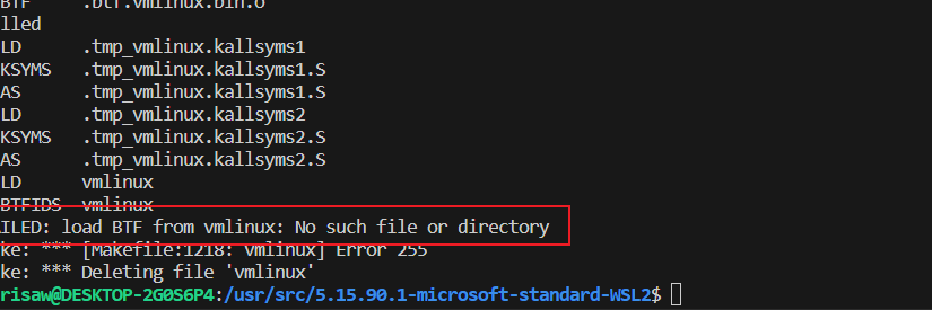 BTF     .btf.vmlinux.bin.o
lled
LD      .tmp_vmlinux.kallsyms1
KSYMS   .tmp_vmlinux.kallsyms1.S
AS      .tmp_vmlinux.kallsyms1.S
LD      .tmp_vmlinux.kallsyms2
KSYMS   .tmp_vmlinux.kallsyms2.S
AS      .tmp_vmlinux.kallsyms2.S
LD      vmlinux
BTFIDS  vmlinux
ILED: load BTF from vmlinux: No such file or directory
ke: *** [Makefile:1218: vmlinux] Error 255
ke: *** Deleting file 'vmlinux'
risaw@DESKTOP-2G0S6P4:/usr/src/5.15.90.1-microsoft-standard-WSL2$